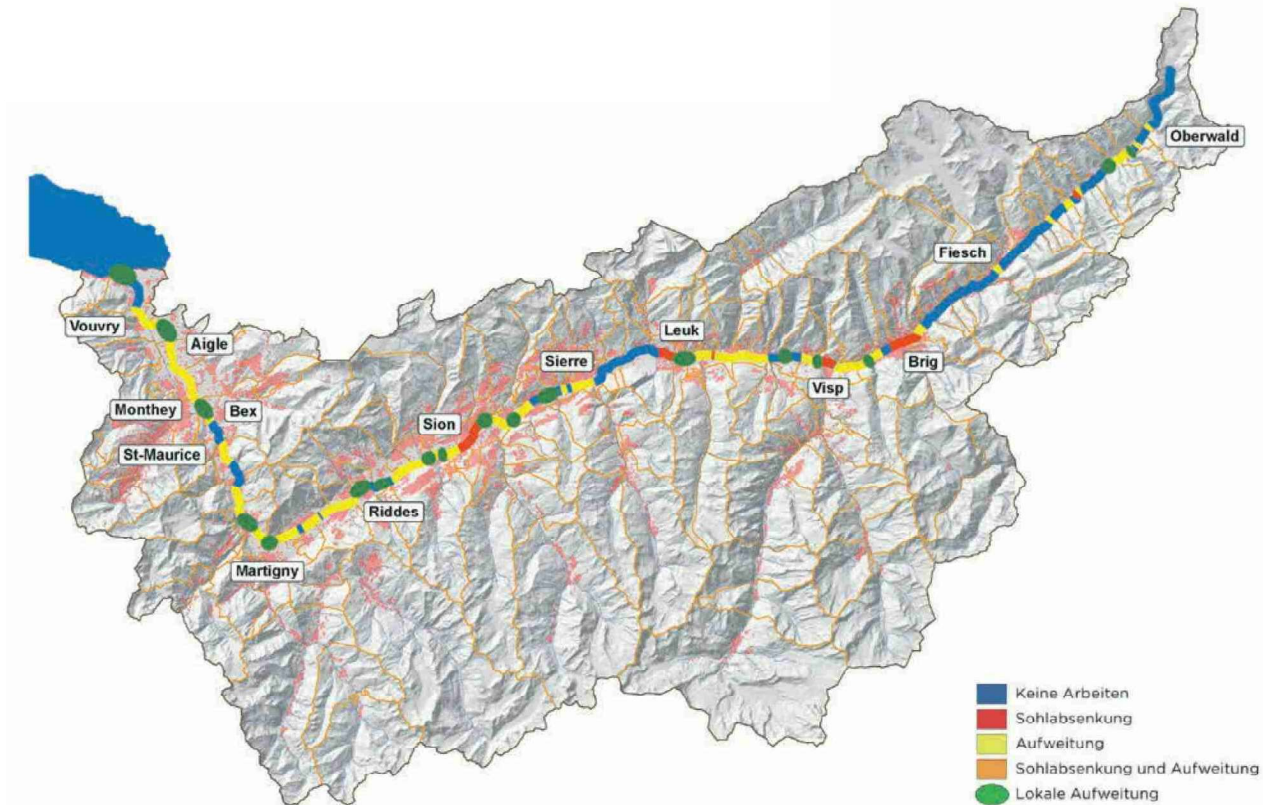 Oberwald
Fiesch
Vouvry
Aigle
Leuk
Sierre
Brig
Visp
Monthey
Bex
Sion
St-Maurice
Riddes
Martigny
Keine Arbeiten
Sohlabsenkung
Aufweitung
Sohlabsenkung und Aufweitung
Lokale Aufweitung